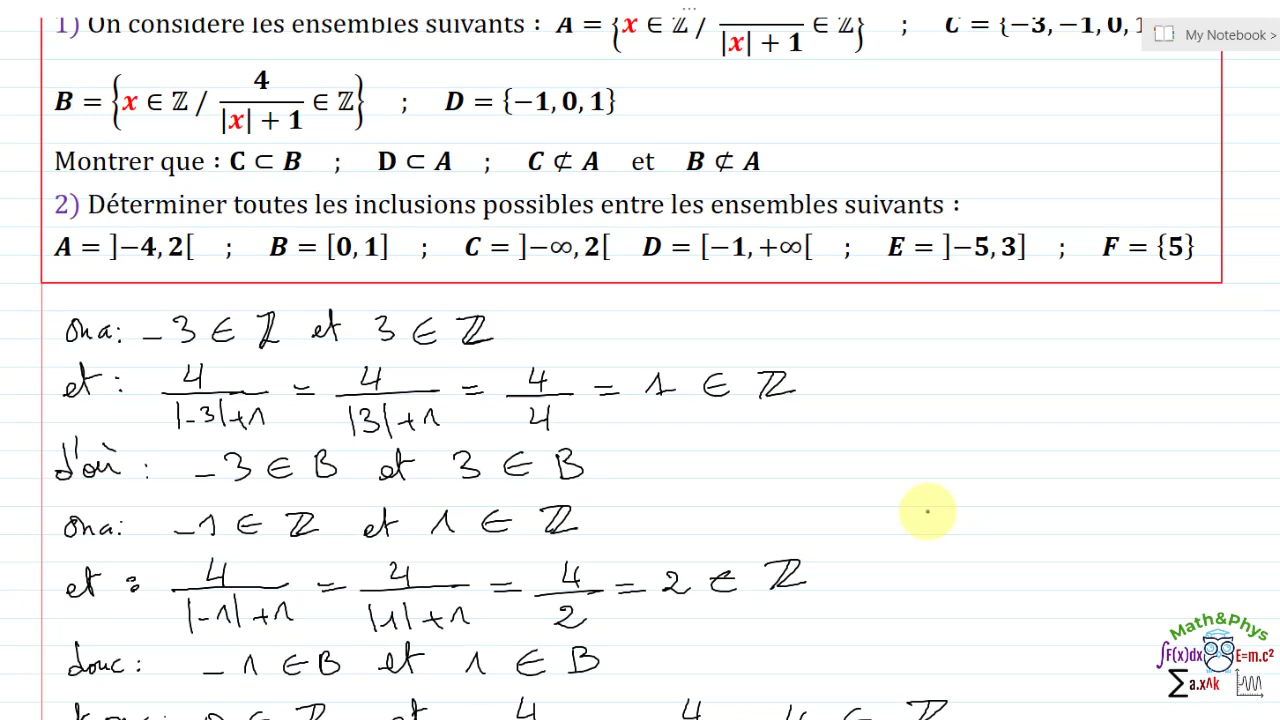 1) On considère les ensembles suivants : A = {x ∈ ℤ / |x| + 1 ∈ ℤ} ; C = {−3, −1, 0, 1
My Notebook >
B = {x ∈ ℤ / 4/(|x| + 1) ∈ ℤ} ; D = {−1, 0, 1}
Montrer que : C ⊂ B ; D ⊂ A ; C ⊄ A et B ⊄ A
2) Déterminer toutes les inclusions possibles entre les ensembles suivants :
A = ]−4, 2[ ; B = [0, 1] ; C = ]−∞, 2[ D = [−1, +∞[ ; E = ]−5, 3] ; F = {5}
ona: −3 ∈ ℤ et 3 ∈ ℤ
et : 4/(|-3|+1) = 4/(|3|+1) = 4/4 = 1 ∈ ℤ
d'où : −3 ∈ B et 3 ∈ B
ona: −1 ∈ ℤ et 1 ∈ ℤ
et : 4/(|-1|+1) = 4/(|1|+1) = 4/2 = 2 ∈ ℤ
donc : −1 ∈ B et 1 ∈ B
Math&Phys
∫F(x)dx E=m.c²
∑ a.x∧k